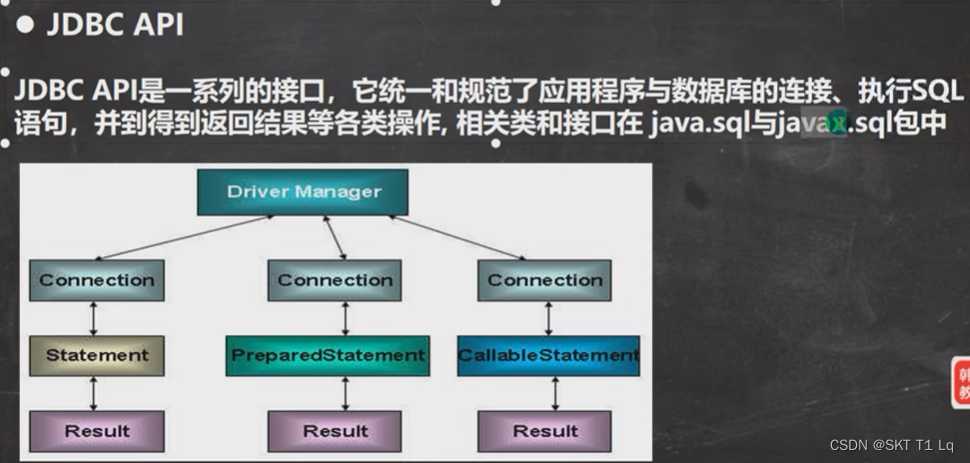 ● JDBC API
JDBC API是一系列的接口，它统一和规范了应用程序与数据库的连接、执行SQL
语句，并到得到返回结果等各类操作, 相关类和接口在 java.sql与javax.sql包中
Driver Manager
Connection
Connection
Connection
Statement
PreparedStatement
CallableStatement
Result
Result
Result
韩
教
CSDN @SKT T1 Lq